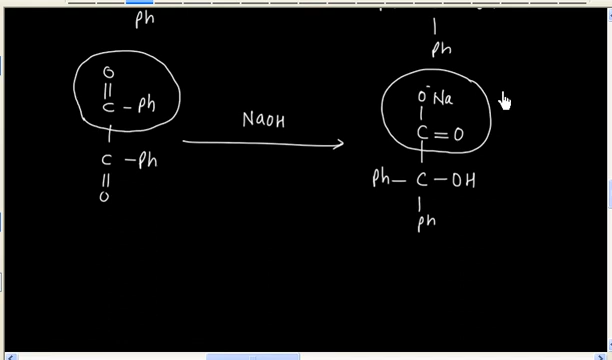 Ph
Ph
O
C - Ph
C - Ph
O
NaOH
O⁻Na
C = O
Ph - C - OH
Ph